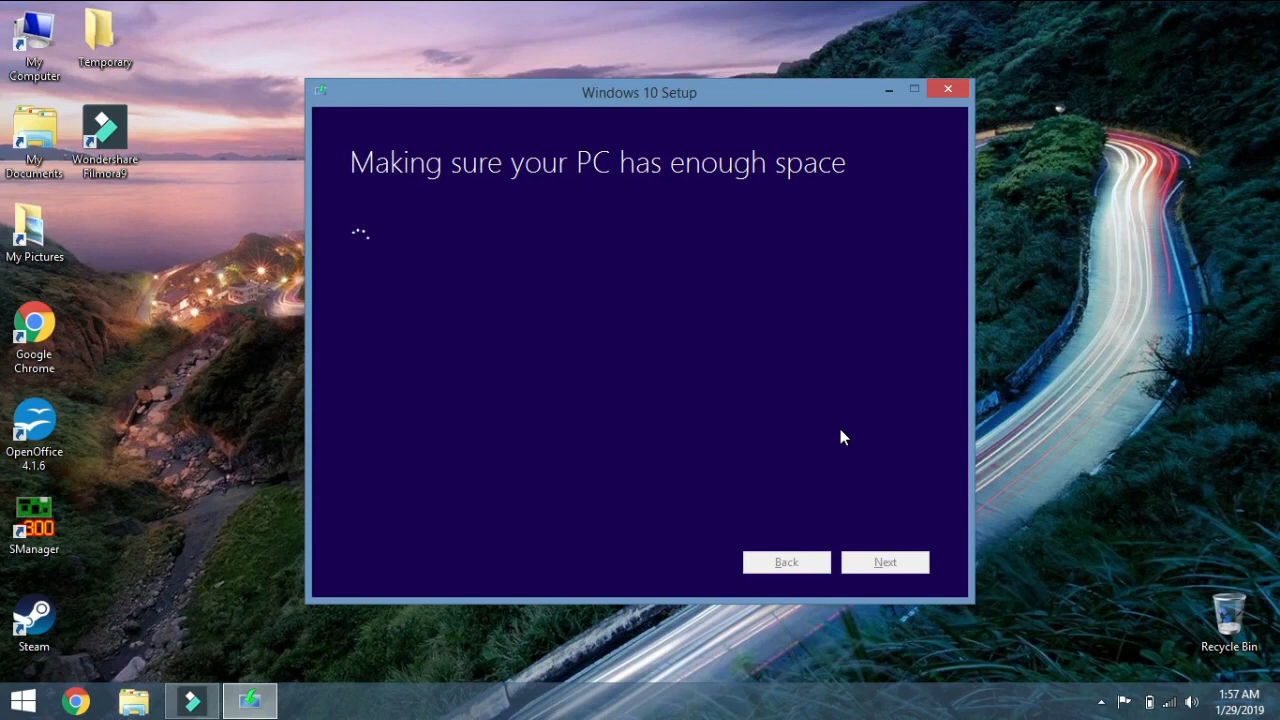 My
Computer
Temporary
My
Documents
Wondershare
Filmora9
My Pictures
Google
Chrome
OpenOffice
4.1.6
300
SManager
Steam
Windows 10 Setup
Making sure your PC has enough space
Back
Next
Recycle Bin
1:57 AM
1/29/2019